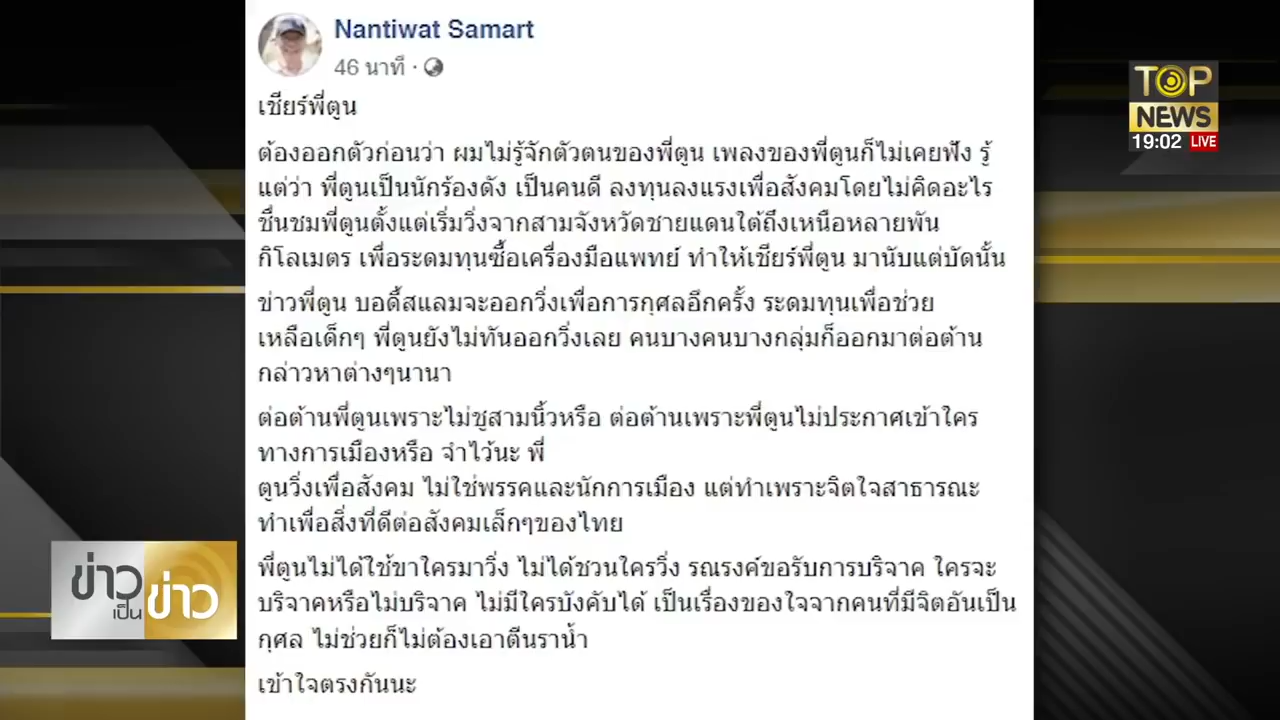 Nantiwat Samart
46 นาที ·
เชียร์พี่ตูน
ต้องออกตัวก่อนว่า ผมไม่รู้จักตัวตนของพี่ตูน เพลงของพี่ตูนก็ไม่เคยฟัง รู้
แต่ว่า พี่ตูนเป็นนักร้องดัง เป็นคนดี ลงทุนลงแรงเพื่อสังคมโดยไม่คิดอะไร
ชื่นชมพี่ตูนตั้งแต่เริ่มวิ่งจากสามจังหวัดชายแดนใต้ถึงเหนือหลายพัน
กิโลเมตร เพื่อระดมทุนซื้อเครื่องมือแพทย์ ทำให้เชียร์พี่ตูน มานับแต่บัดนั้น
ข่าวพี่ตูน บอดี้สแลมจะออกวิ่งเพื่อการกุศลอีกครั้ง ระดมทุนเพื่อช่วย
เหลือเด็กๆ พี่ตูนยังไม่ทันออกวิ่งเลย คนบางคนบางกลุ่มก็ออกมาต่อต้าน
กล่าวหาต่างๆนานา
ต่อต้านพี่ตูนเพราะไม่ชูสามนิ้วหรือ ต่อต้านเพราะพี่ตูนไม่ประกาศเข้าใคร
ทางการเมืองหรือ จำไว้นะ พี่
ตูนวิ่งเพื่อสังคม ไม่ใช่พรรคและนักการเมือง แต่ทำเพราะจิตใจสาธารณะ
ทำเพื่อสิ่งที่ดีต่อสังคมเล็กๆของไทย
พี่ตูนไม่ได้ใช้ขาใครมาวิ่ง ไม่ได้ชวนใครวิ่ง รณรงค์ขอรับการบริจาค ใครจะ
บริจาคหรือไม่บริจาค ไม่มีใครบังคับได้ เป็นเรื่องของใจจากคนที่มีจิตอันเป็น
กุศล ไม่ช่วยก็ไม่ต้องเอาตีนราน้ำ
เข้าใจตรงกันนะ
TOP
NEWS
19:02 LIVE
ข่าว
เป็น
ข่าว